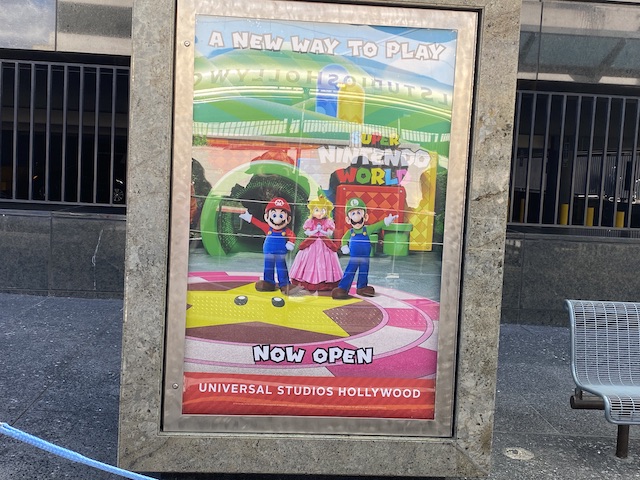 A NEW WAY TO PLAY
SUPER
NINTENDO
WORLD
NOW OPEN
UNIVERSAL STUDIOS HOLLYWOOD